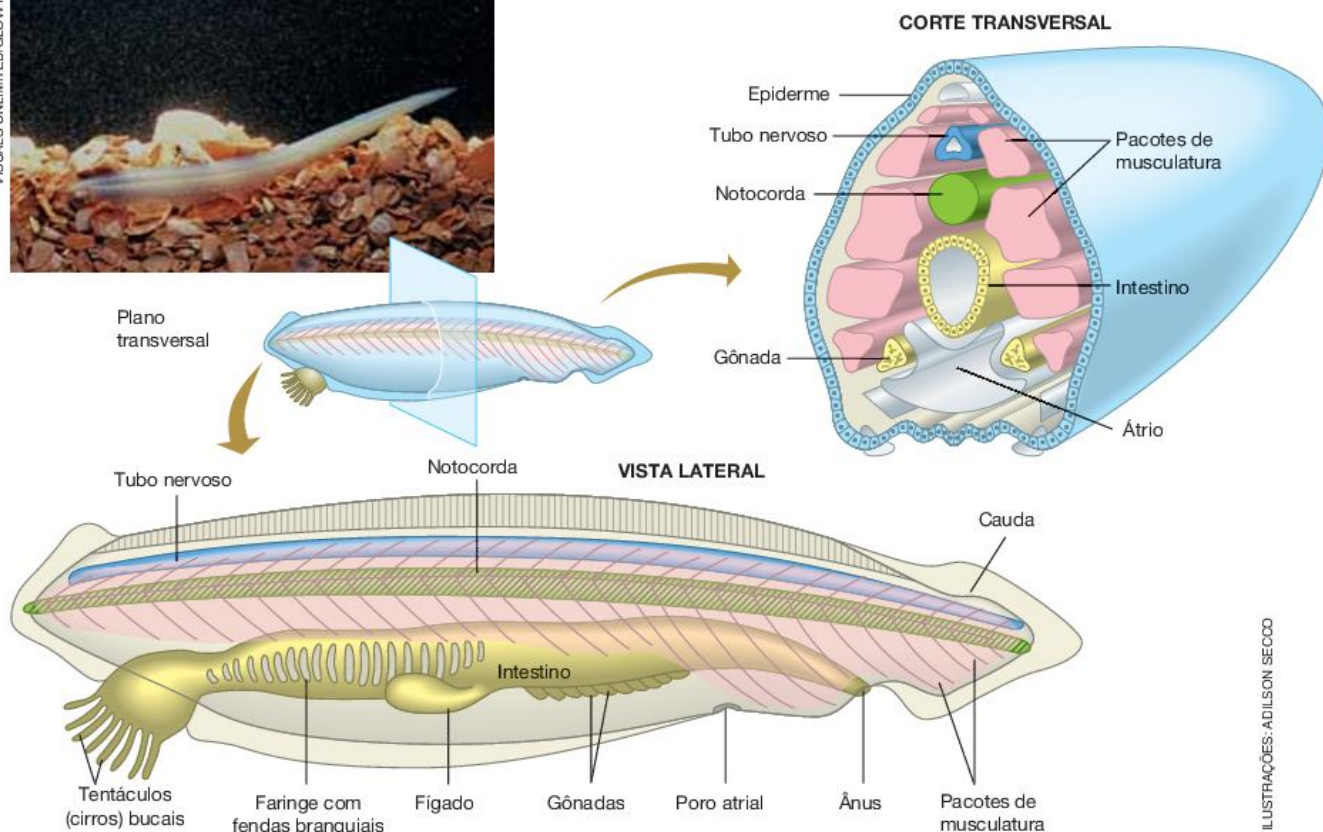 CORTE TRANSVERSAL
Epiderme
Tubo nervoso
Notocorda
Gônada
Pacotes de
musculatura
Intestino
Átrio
Plano
transversal
VISTA LATERAL
Tubo nervoso
Notocorda
Cauda
Intestino
Tentáculos
(cirros) bucais
Faringe com
fendas branquiais
Fígado
Gônadas
Poro atrial
Ânus
Pacotes de
musculatura
ILUSTRAÇÕES: ADILSON SECCO